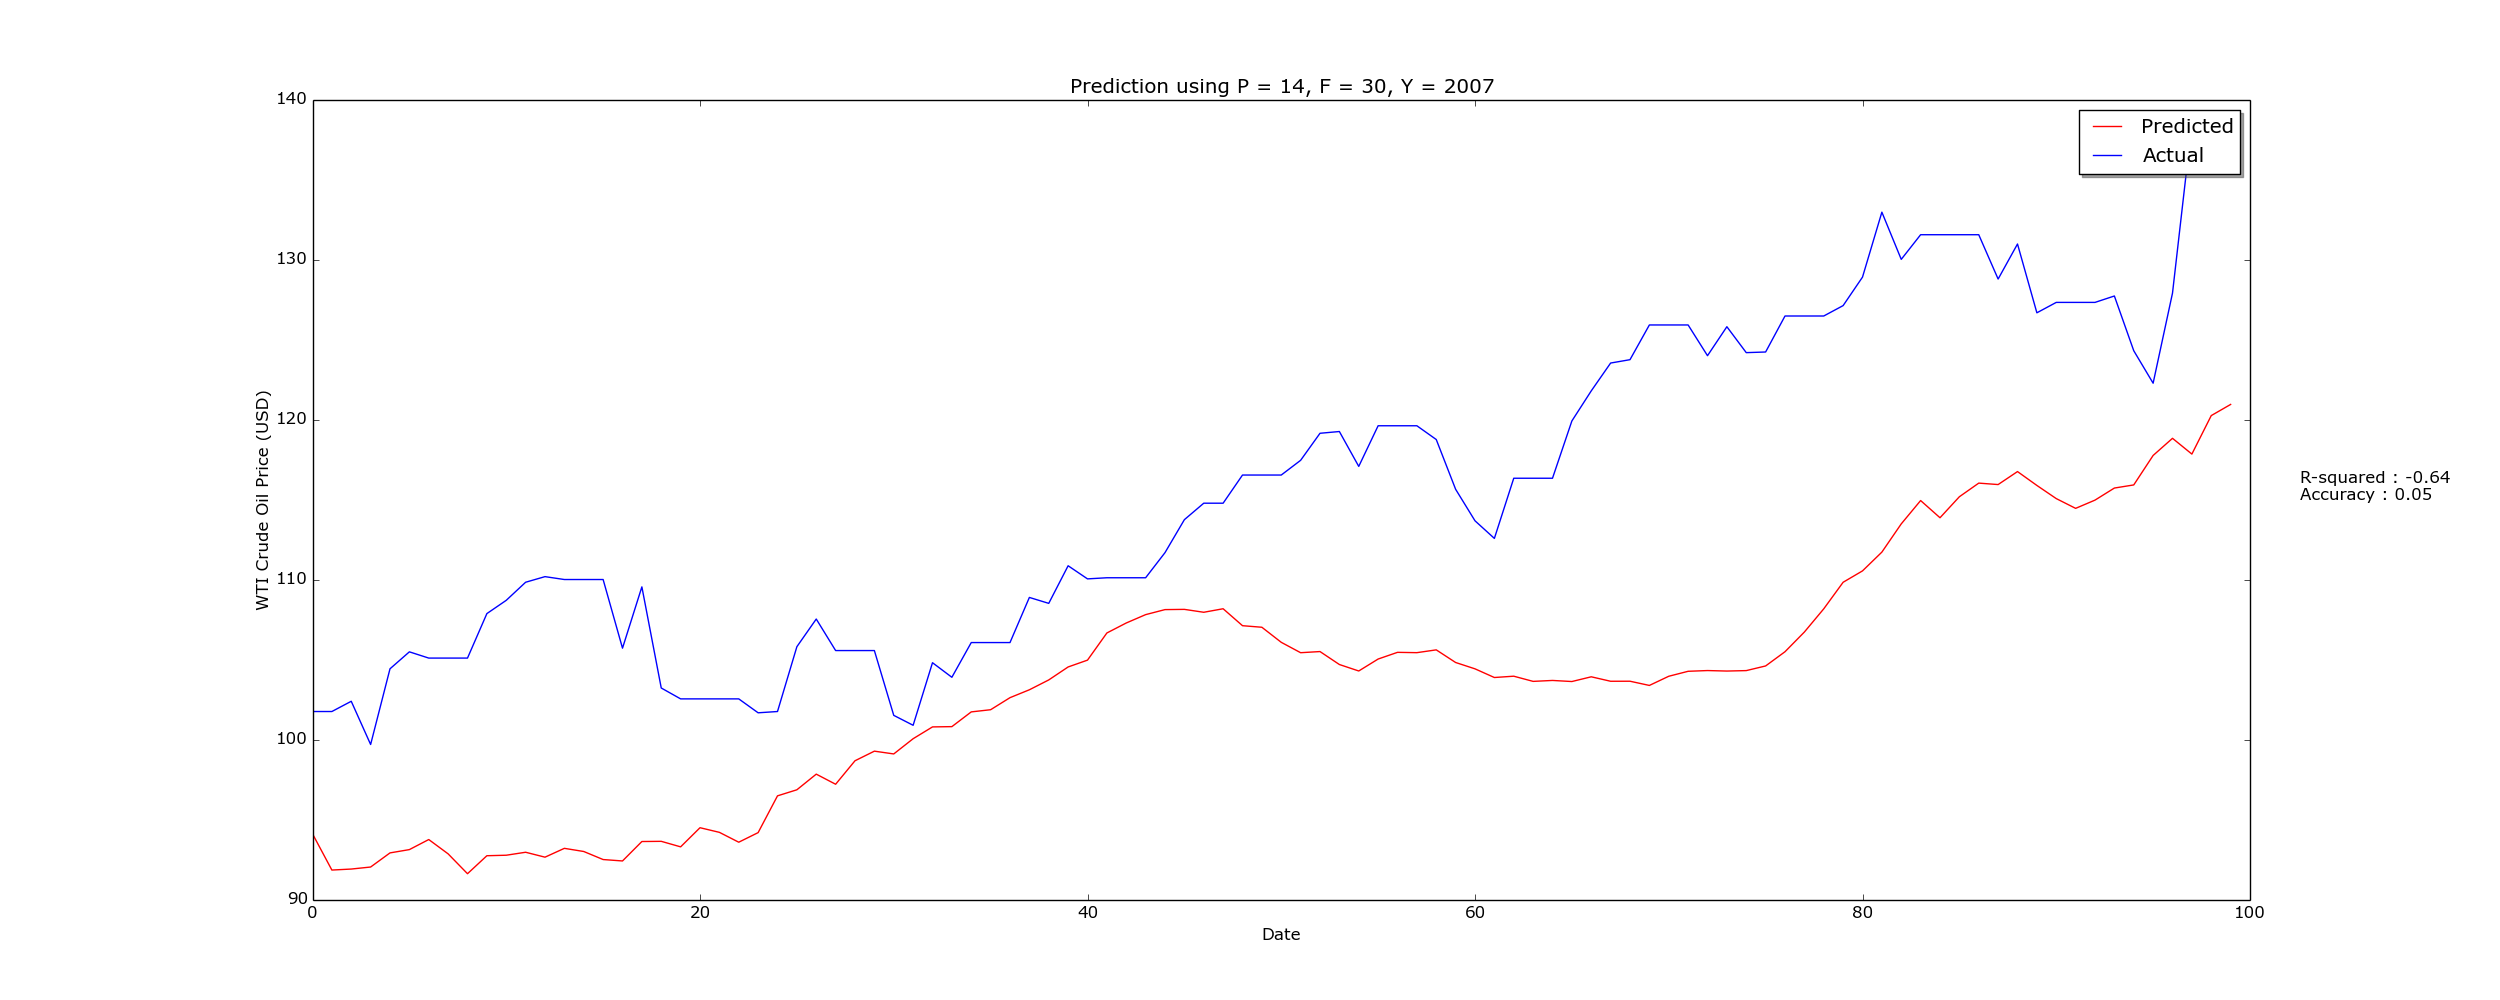 Prediction using P = 14, F = 30, Y = 2007
140
130
120
110
100
90
WTI Crude Oil Price (USD)
Predicted
Actual
R-squared : -0.64
Accuracy : 0.05
0 20 40 60 80 100
Date